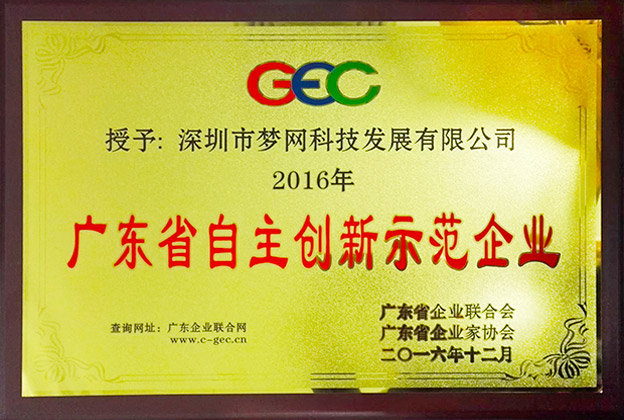 GEC
授予: 深圳市梦网科技发展有限公司
2016年
广东省自主创新示范企业
广东省企业联合会
广东省企业家协会
二〇一六年十二月
查询网址: 广东企业联合网
www.c-gec.cn